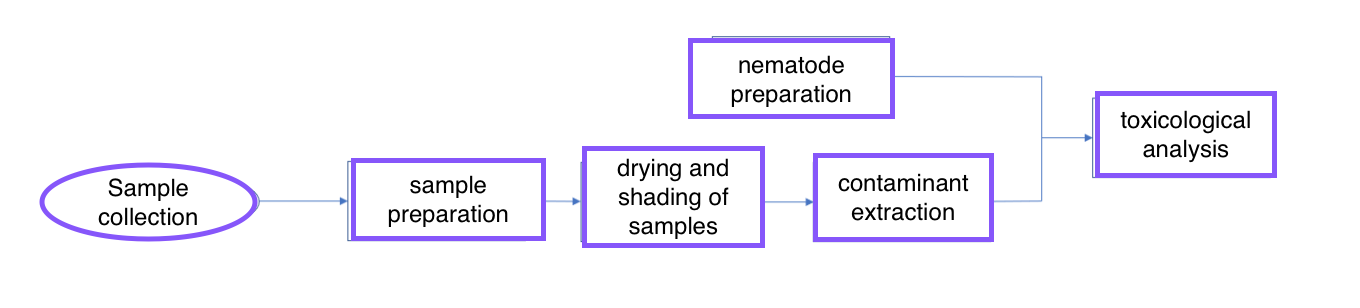 nematode
preparation
toxicological
analysis
Sample
collection
sample
preparation
drying and
shading of
samples
contaminant
extraction